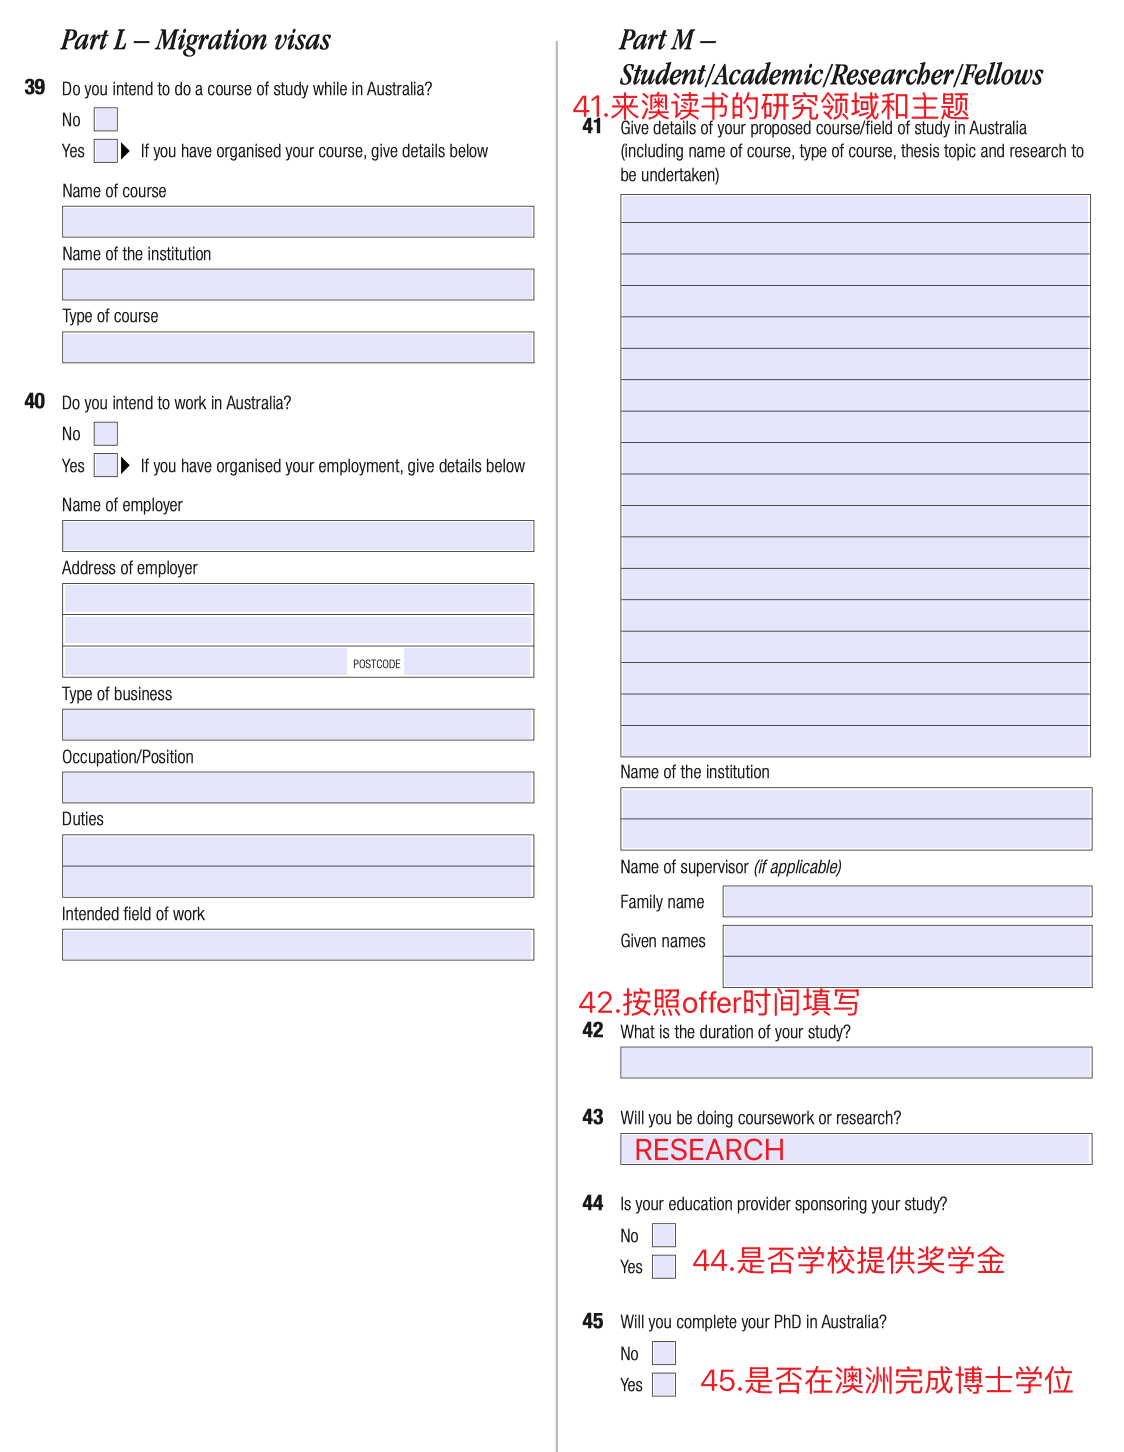 Part L – Migration visas
39 Do you intend to do a course of study while in Australia?
No
Yes If you have organised your course, give details below
Name of course
Name of the institution
Type of course
40 Do you intend to work in Australia?
No
Yes If you have organised your employment, give details below
Name of employer
Address of employer
POSTCODE
Type of business
Occupation/Position
Duties
Intended field of work
Part M –
Student/Academic/Researcher/Fellows
41.来澳读书的研究领域和主题
41 Give details of your proposed course/field of study in Australia
(including name of course, type of course, thesis topic and research to
be undertaken)
Name of the institution
Name of supervisor (if applicable)
Family name
Given names
42.按照offer时间填写
42 What is the duration of your study?
43 Will you be doing coursework or research?
RESEARCH
44 Is your education provider sponsoring your study?
No
Yes 44.是否学校提供奖学金
45 Will you complete your PhD in Australia?
No
Yes 45.是否在澳洲完成博士学位